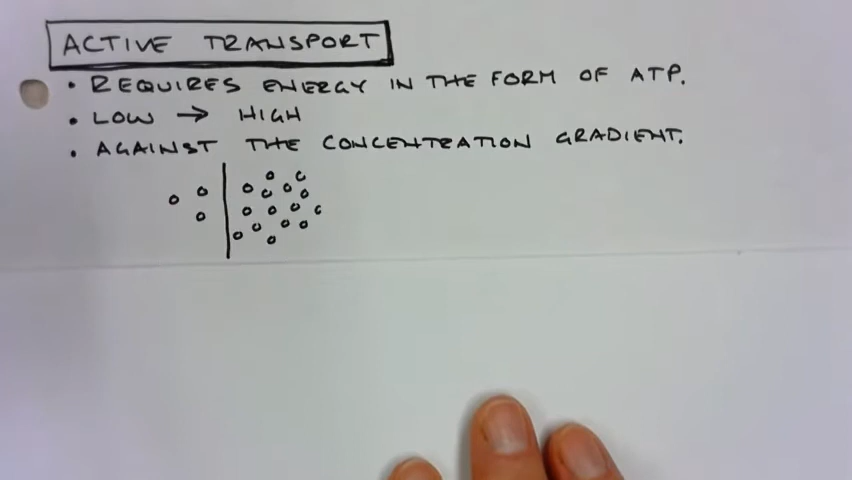 ACTIVE TRANSPORT
• REQUIRES ENERGY IN THE FORM OF ATP.
• LOW → HIGH
• AGAINST THE CONCENTRATION GRADIENT.